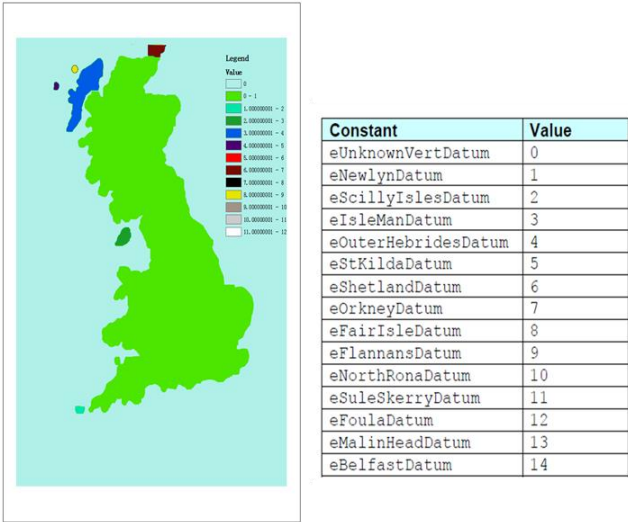 Legend
Value
0
0 - 1
1.000000001 - 2
2.000000001 - 3
3.000000001 - 4
4.000000001 - 5
5.000000001 - 6
6.000000001 - 7
7.000000001 - 8
8.000000001 - 9
9.000000001 - 10
10.00000001 - 11
11.00000001 - 12
Constant Value
eUnknownVertDatum 0
eNewlynDatum 1
eScillyIslesDatum 2
eIsleManDatum 3
eOuterHebridesDatum 4
eStKildaDatum 5
eShetlandDatum 6
eOrkneyDatum 7
eFairIsleDatum 8
eFlannansDatum 9
eNorthRonaDatum 10
eSuleSkerryDatum 11
eFoulaDatum 12
eMalinHeadDatum 13
eBelfastDatum 14